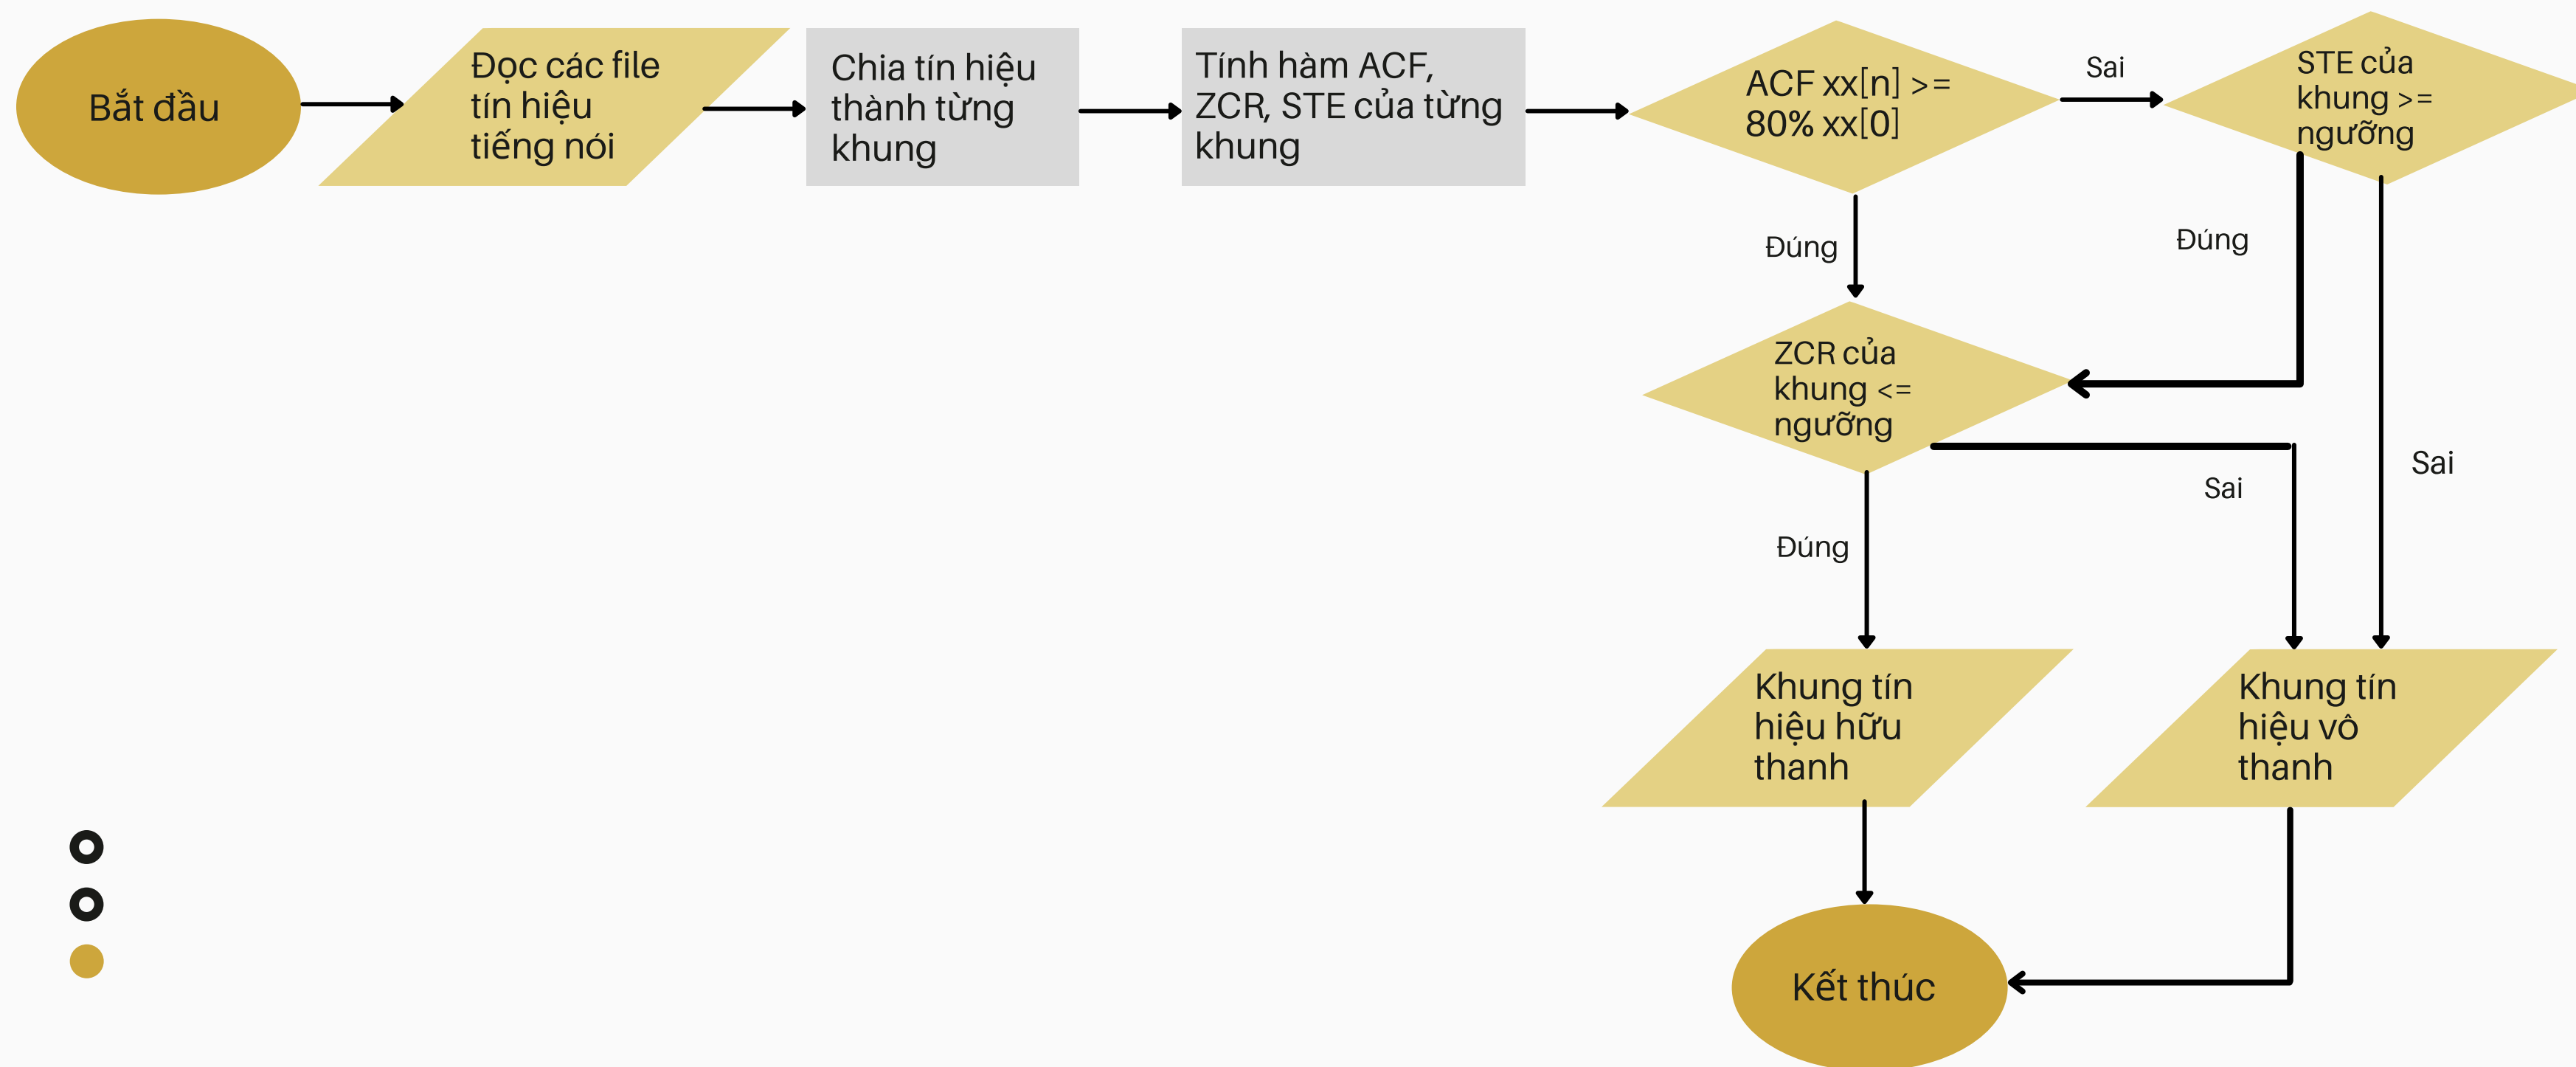 Bắt đầu
Đọc các file
tín hiệu
tiếng nói
Chia tín hiệu
thành từng
khung
Tính hàm ACF,
ZCR, STE của từng
khung
ACF xx[n] >=
80% xx[0]
Sai
STE của
khung >=
ngưỡng
Đúng
Đúng
ZCR của
khung <=
ngưỡng
Sai
Sai
Đúng
Khung tín
hiệu hữu
thanh
Khung tín
hiệu vô
thanh
Kết thúc